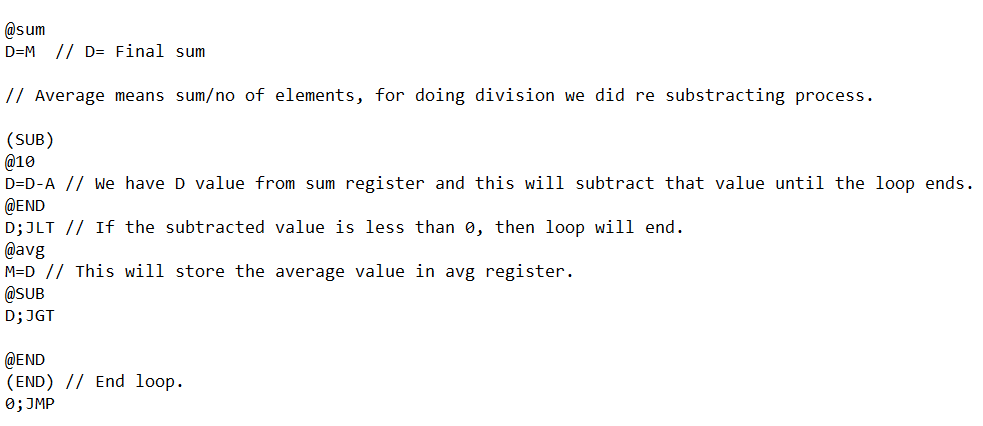 @sum
D=M  // D= Final sum
// Average means sum/no of elements, for doing division we did re substracting process.
(SUB)
@10
D=D-A // We have D value from sum register and this will subtract that value until the loop ends.
@END
D;JLT // If the subtracted value is less than 0, then loop will end.
@avg
M=D // This will store the average value in avg register.
@SUB
D;JGT
@END
(END) // End loop.
0;JMP